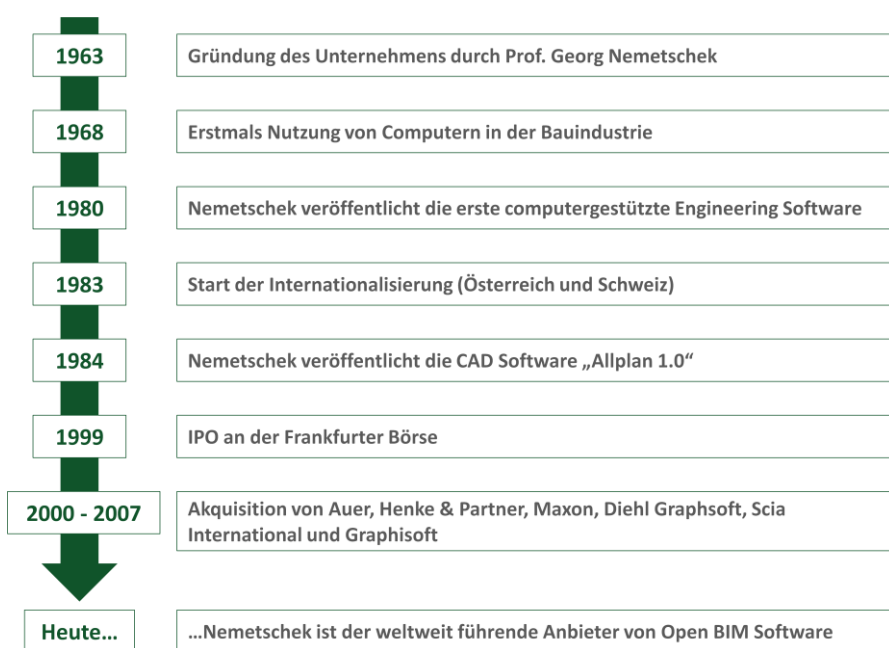 1963
Gründung des Unternehmens durch Prof. Georg Nemetschek
1968
Erstmals Nutzung von Computern in der Bauindustrie
1980
Nemetschek veröffentlicht die erste computergestützte Engineering Software
1983
Start der Internationalisierung (Österreich und Schweiz)
1984
Nemetschek veröffentlicht die CAD Software „Allplan 1.0“
1999
IPO an der Frankfurter Börse
2000 - 2007
Akquisition von Auer, Henke & Partner, Maxon, Diehl Graphsoft, Scia
International und Graphisoft
Heute…
…Nemetschek ist der weltweit führende Anbieter von Open BIM Software